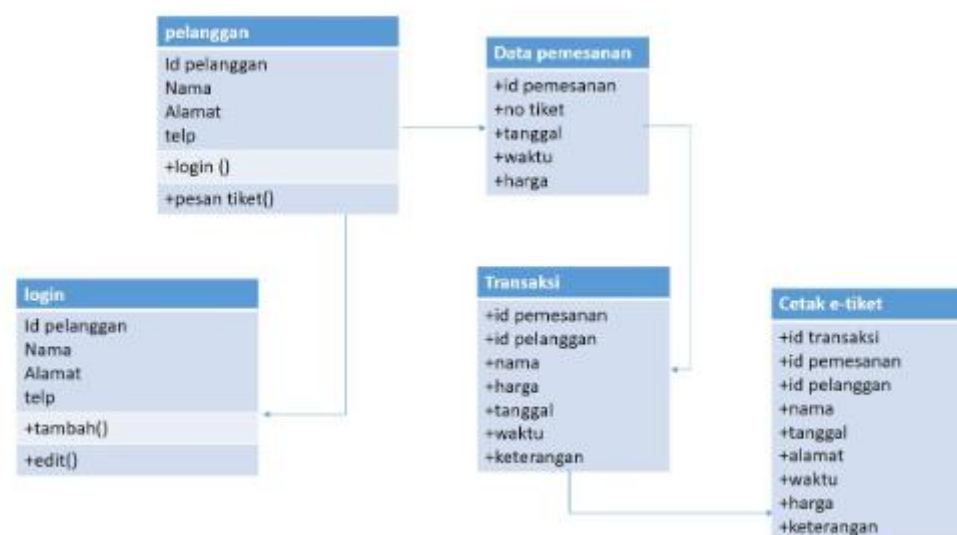 pelanggan
Id pelanggan
Nama
Alamat
telp
+login ()
+pesan tiket()
Data pemesanan
+id pemesanan
+no tiket
+tanggal
+waktu
+harga
login
Id pelanggan
Nama
Alamat
telp
+tambah()
+edit()
Transaksi
+id pemesanan
+id pelanggan
+nama
+harga
+tanggal
+waktu
+keterangan
Cetak e-tiket
+id transaksi
+id pemesanan
+id pelanggan
+nama
+tanggal
+alamat
+waktu
+harga
+keterangan